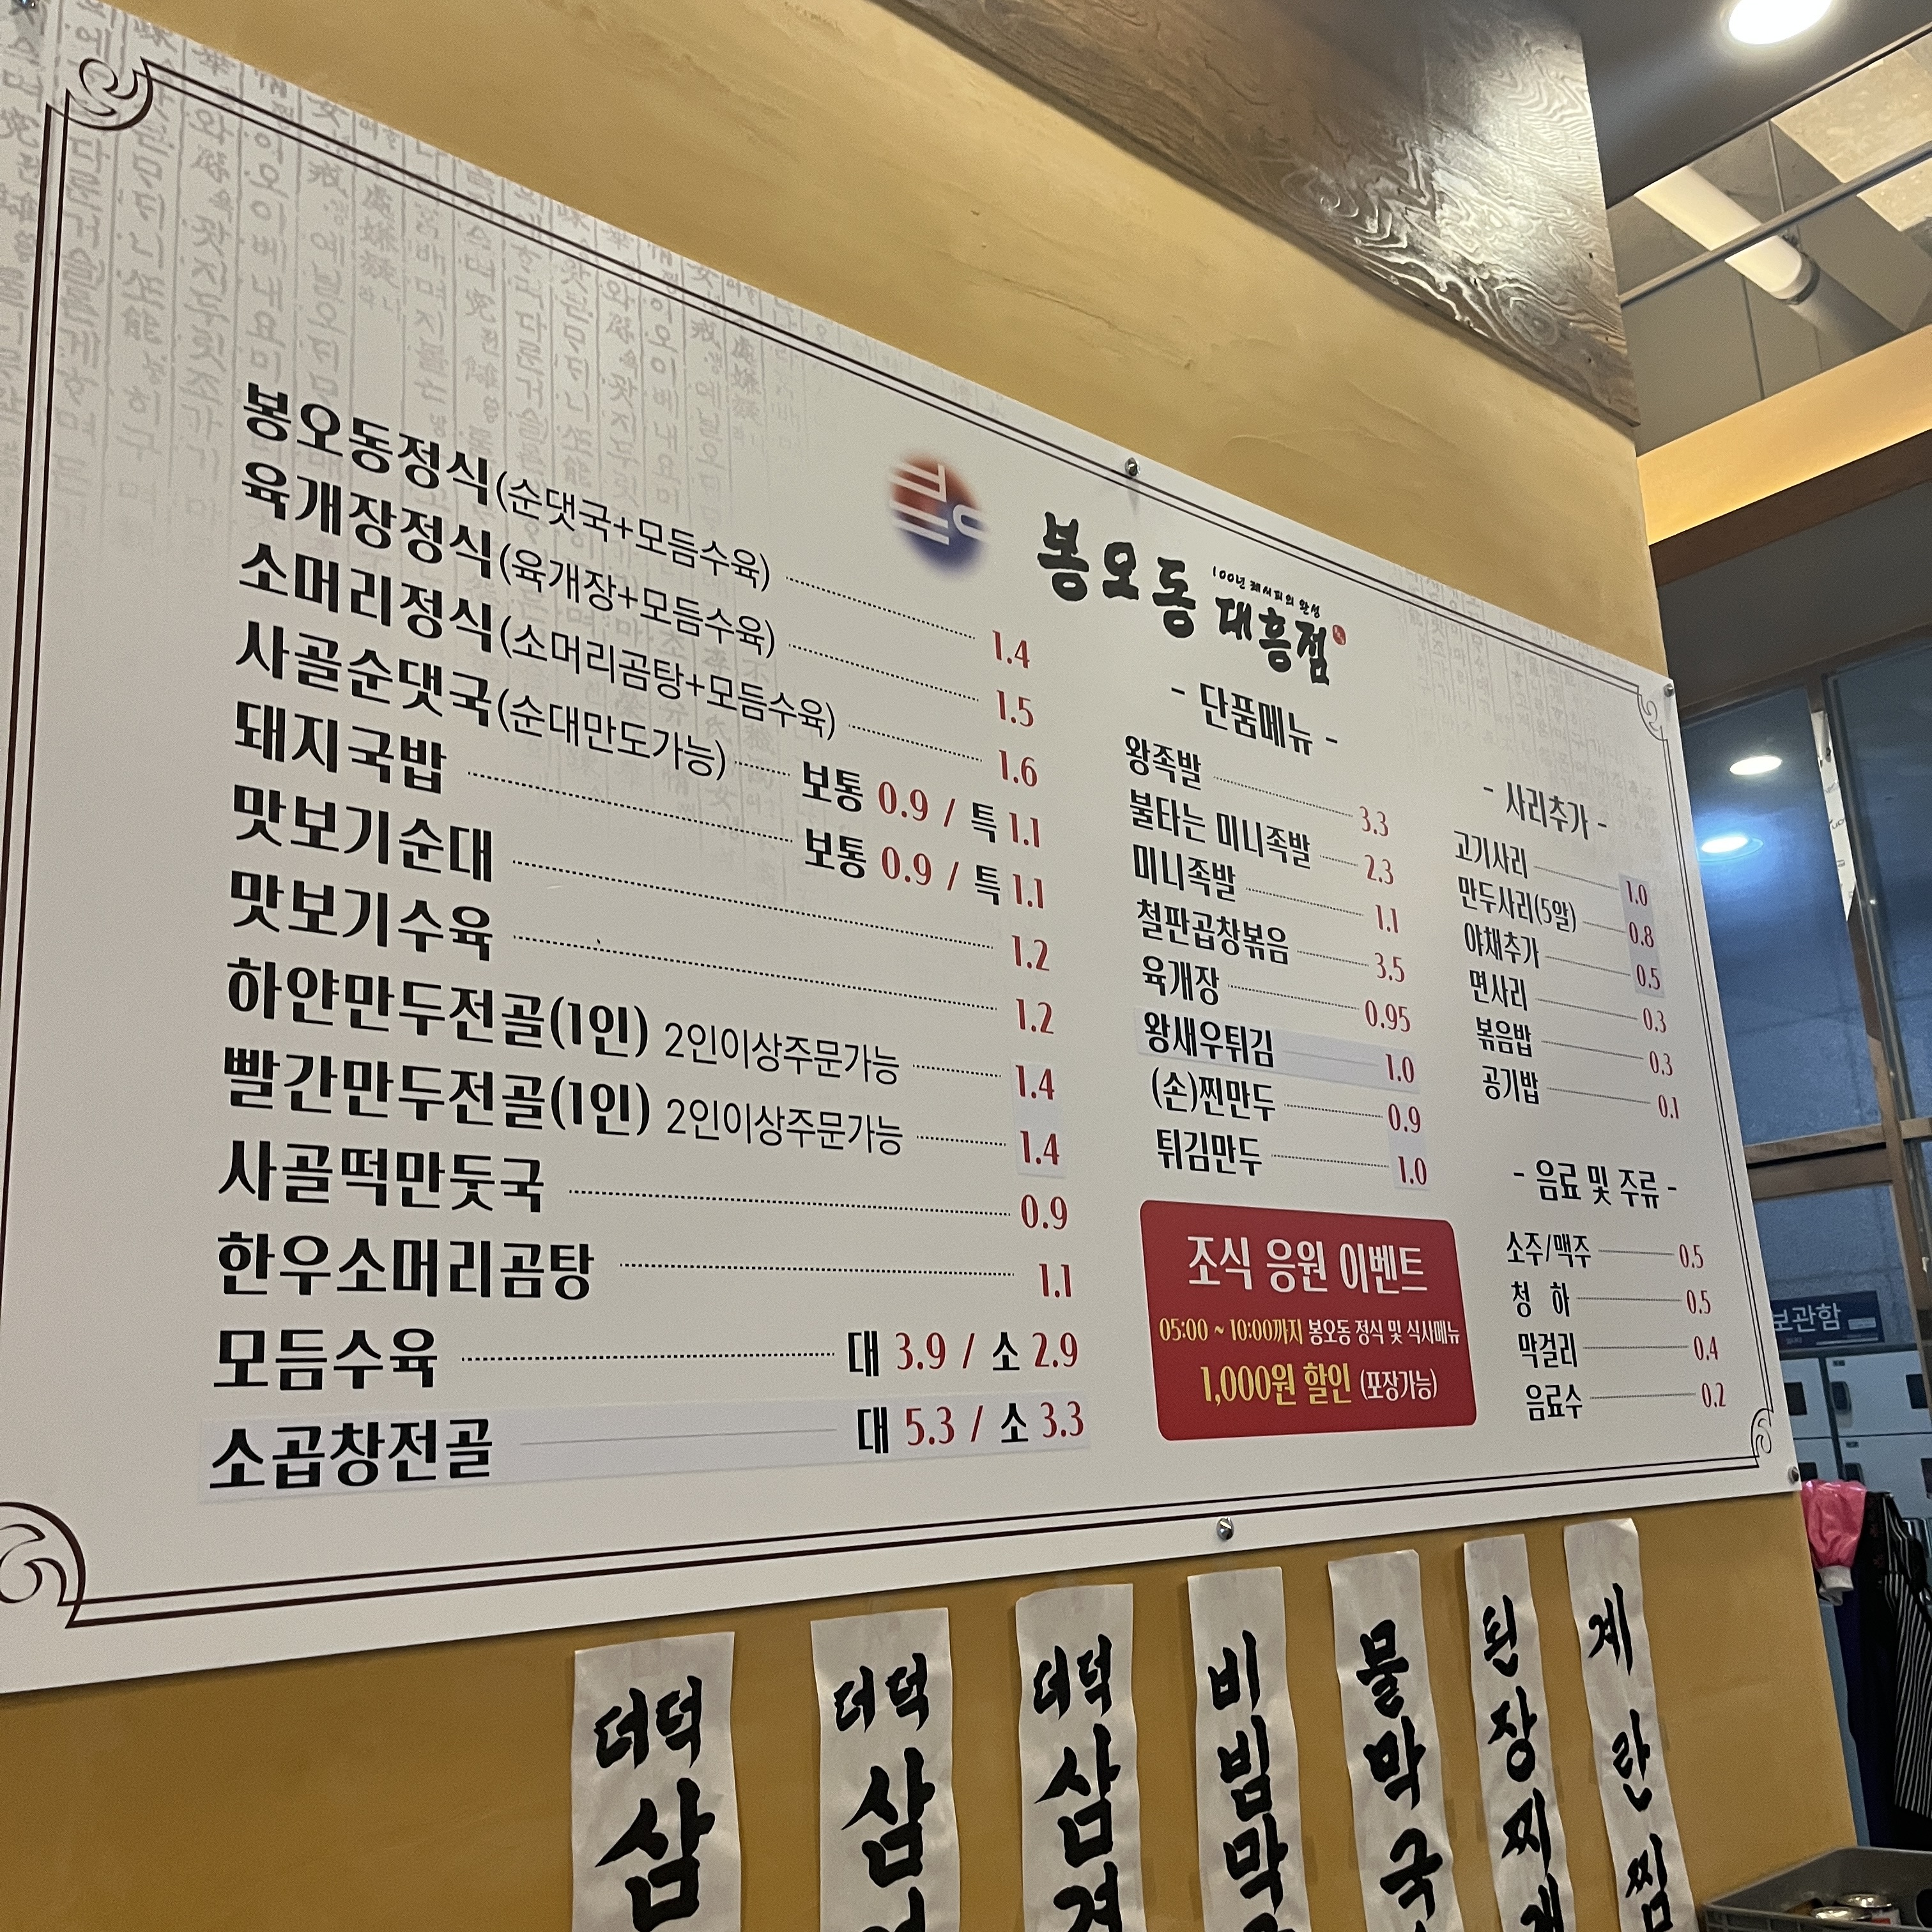 봉오동정식(순댓국+모듬수육) 1.4
육개장정식(육개장+모듬수육) 1.5
소머리정식(소머리곰탕+모듬수육) 1.6
사골순댓국(순대만도가능) 보통 0.9 / 특 1.1
돼지국밥 보통 0.9 / 특 1.1
맛보기순대 1.2
맛보기수육 1.2
하얀만두전골(1인) 2인이상주문가능 1.4
빨간만두전골(1인) 2인이상주문가능 1.4
사골떡만둣국 0.9
한우소머리곰탕 1.1
모듬수육 대 3.9 / 소 2.9
소곱창전골 대 5.3 / 소 3.3
100년 레시피의 완성
봉오동 대흥점
- 단품메뉴 -
왕족발 3.3
불타는 미니족발 2.3
미니족발 1.1
철판곱창볶음 3.5
육개장 0.95
왕새우튀김 1.0
(손)찐만두 0.9
튀김만두 1.0
조식 응원 이벤트
05:00 ~ 10:00까지 봉오동 정식 및 식사메뉴
1,000원 할인 (포장가능)
- 사리추가 -
고기사리 1.0
만두사리(5알) 0.8
야채추가 0.5
면사리 0.3
볶음밥 0.3
공기밥 0.1
- 음료 및 주류 -
소주/맥주 0.5
청 하 0.5
막걸리 0.4
음료수 0.2
보관함
더덕
삼
더덕
삼
더덕
삼
비빔막
물막국
된장찌개
계란찜